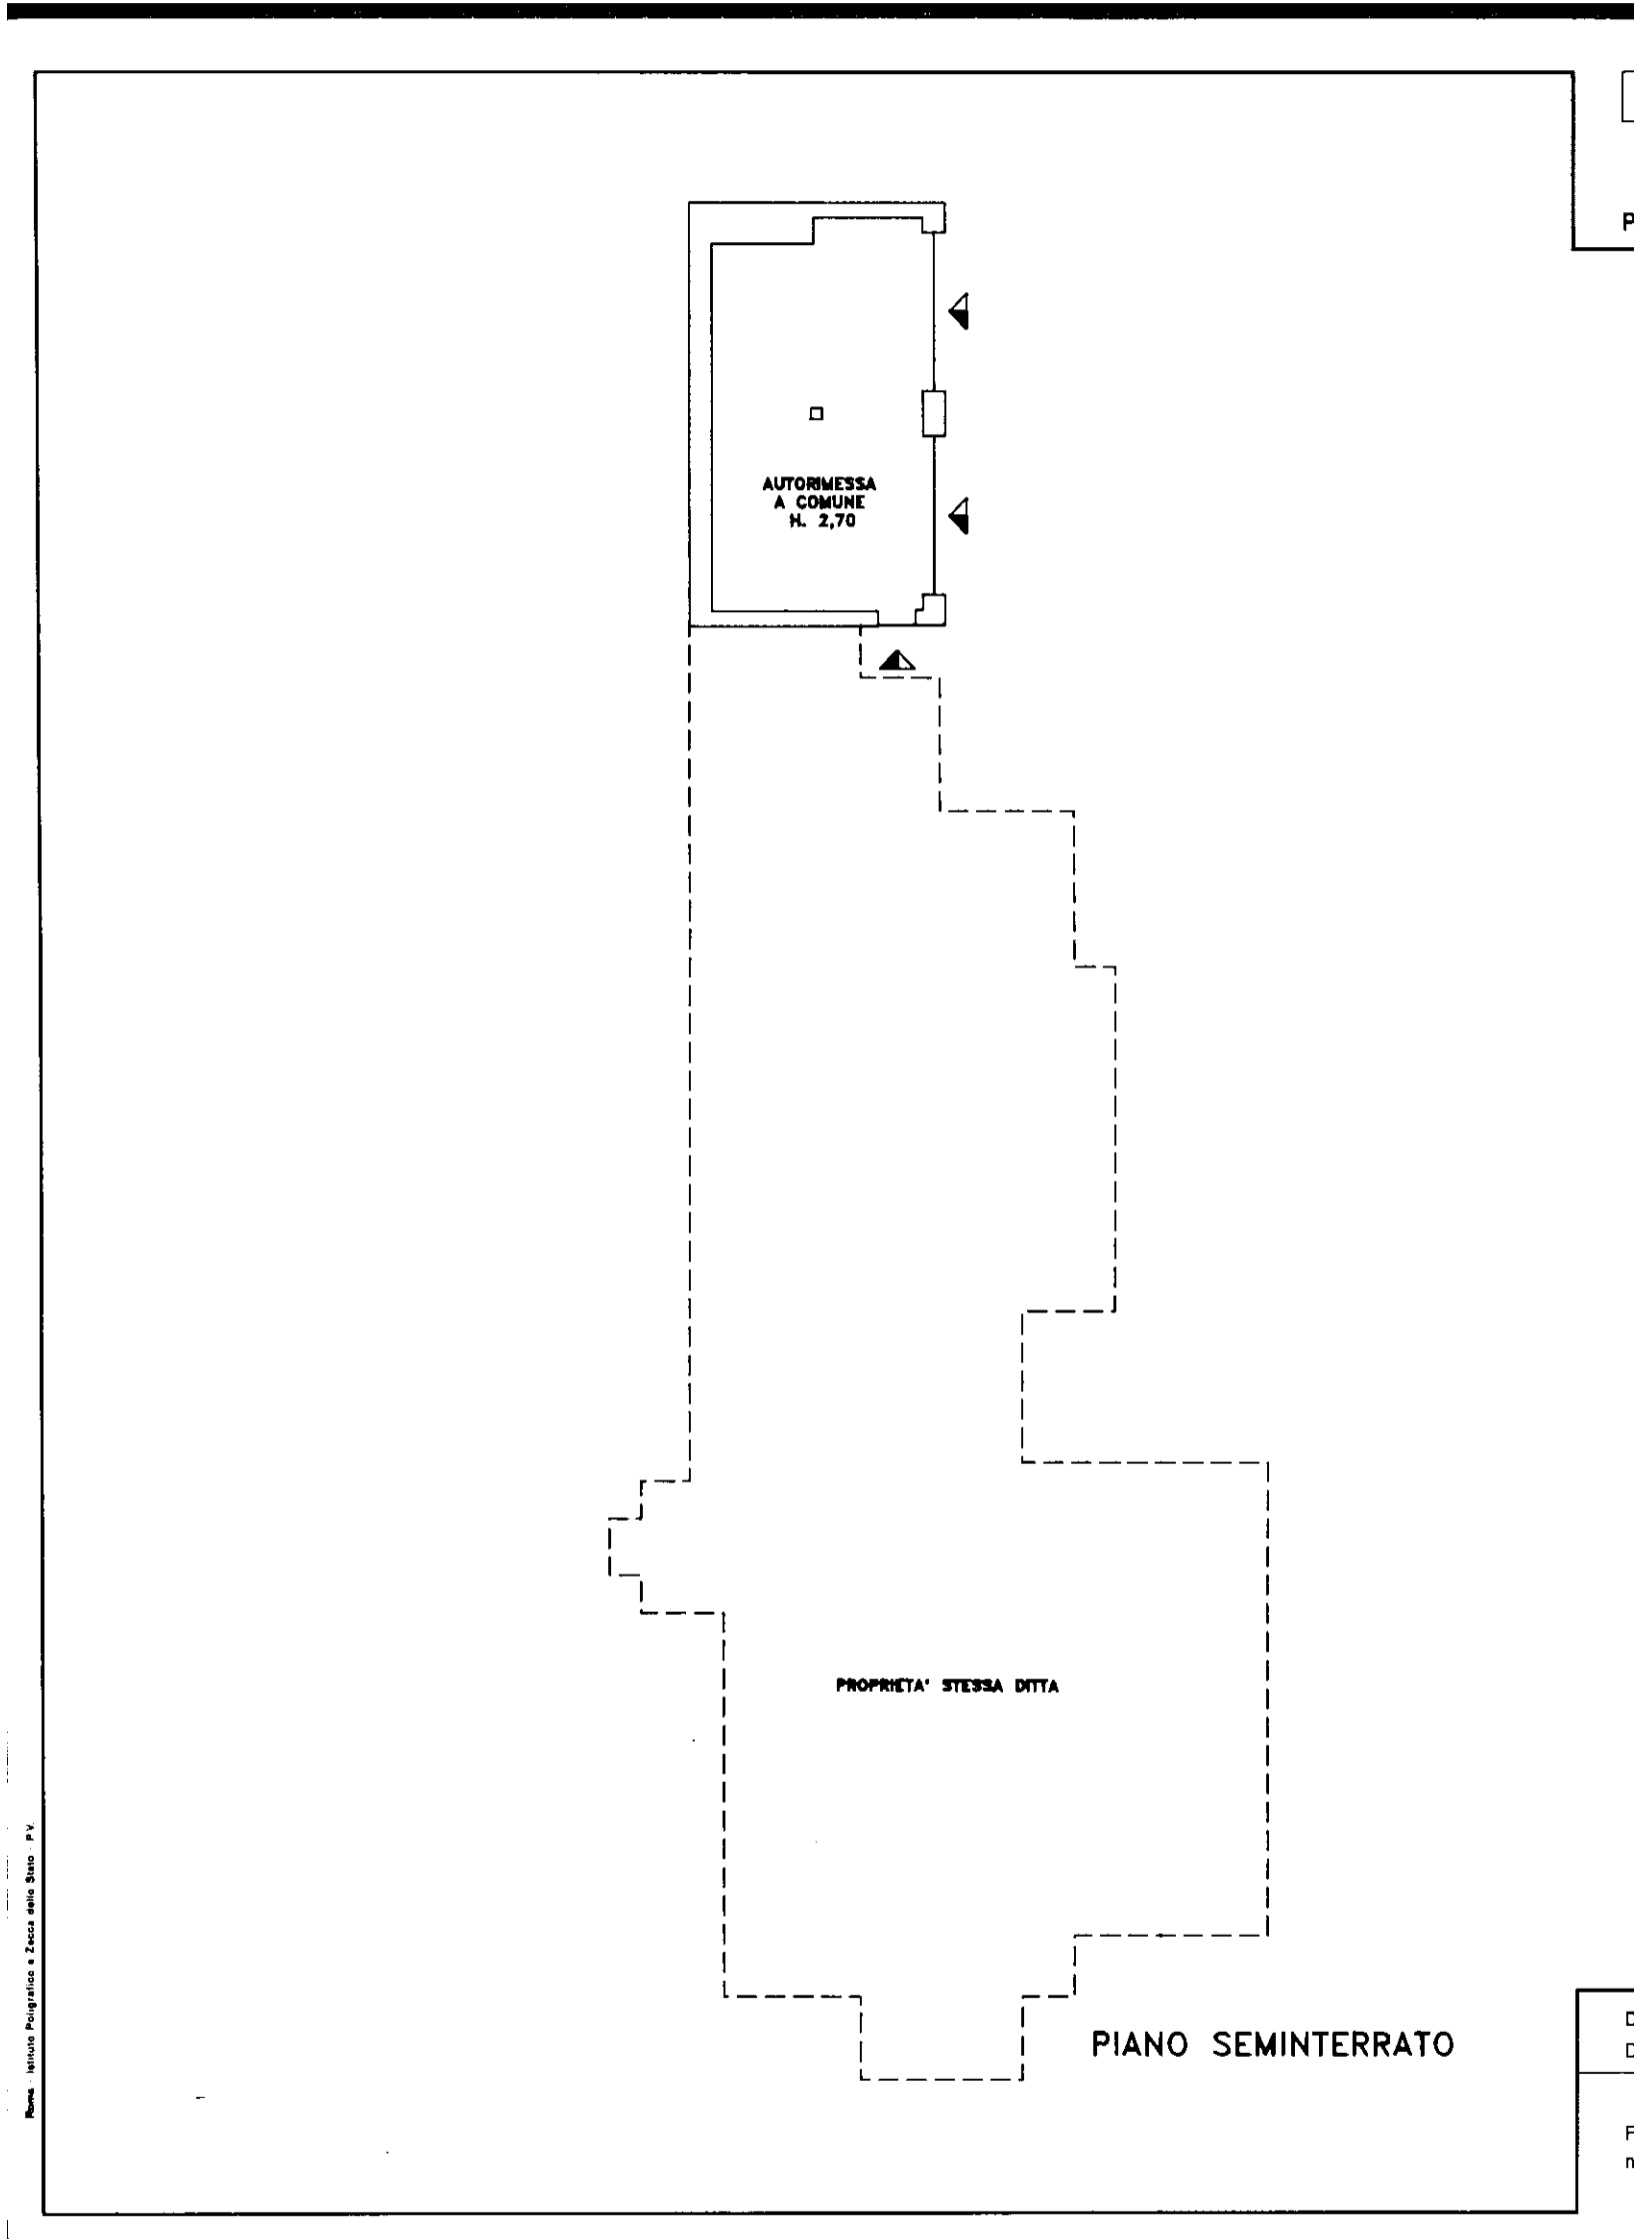 P
AUTORIMESSA
A COMUNE
H. 2,70
PROPRIETA' STESSA DITTA
PIANO SEMINTERRATO
Roma - Istituto Poligrafico e Zecca dello Stato - P.V.
D
D
F
n